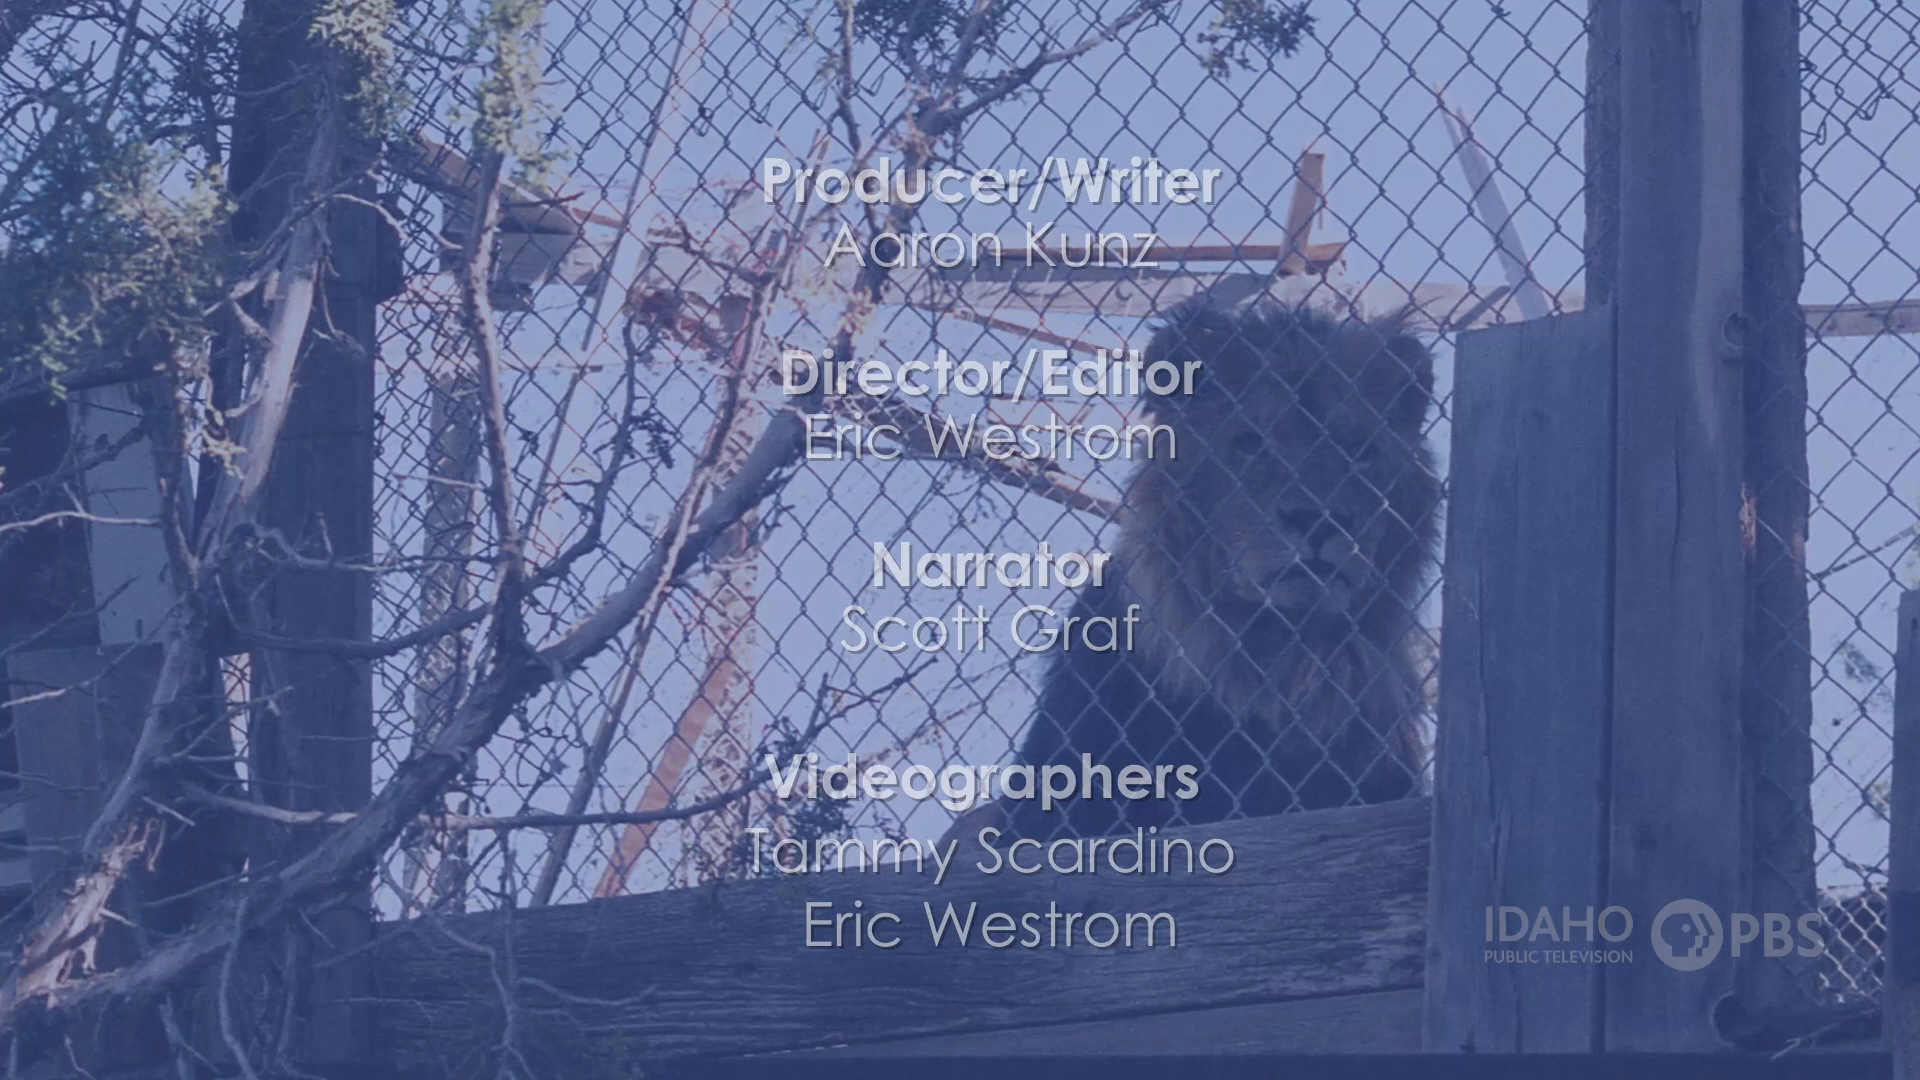 Producer/Writer
Aaron Kunz
Director/Editor
Eric Westrom
Narrator
Scott Graf
Videographers
Tammy Scardino
Eric Westrom
IDAHO
PUBLIC TELEVISION
PBS